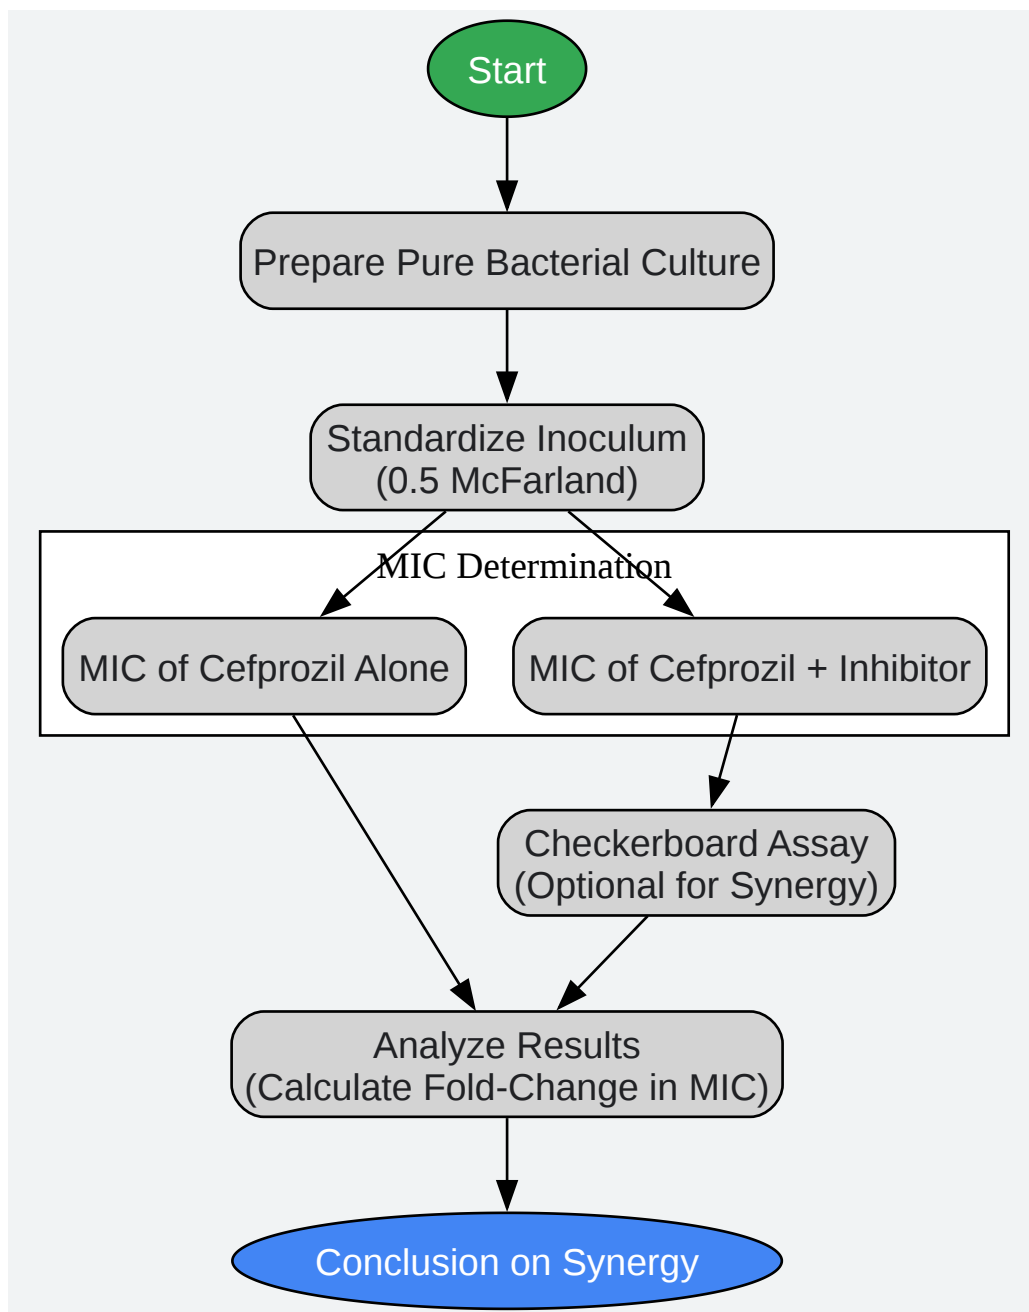 Start
Prepare Pure Bacterial Culture
Standardize Inoculum
(0.5 McFarland)
MIC Determination
MIC of Cefprozil Alone
MIC of Cefprozil + Inhibitor
Checkerboard Assay
(Optional for Synergy)
Analyze Results
(Calculate Fold-Change in MIC)
Conclusion on Synergy